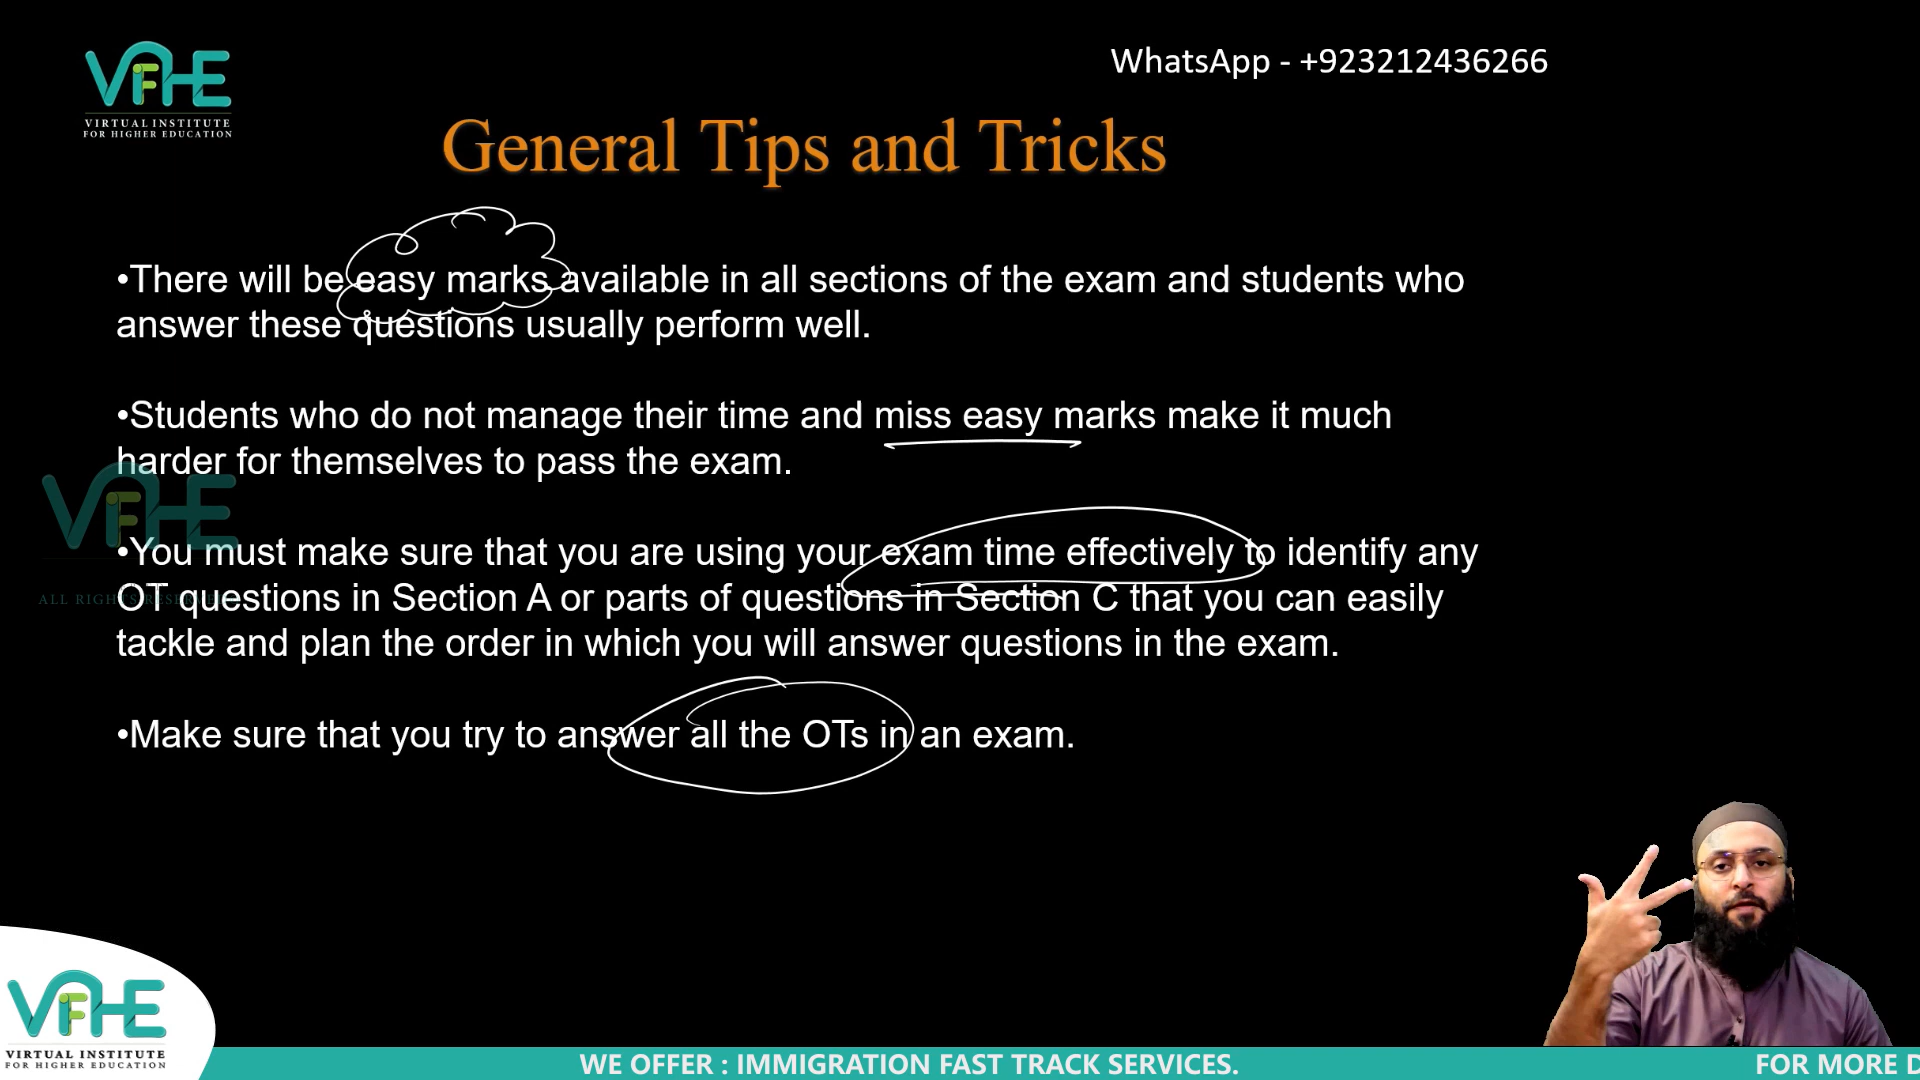 VIFHE
VIRTUAL INSTITUTE
FOR HIGHER EDUCATION
WhatsApp - +923212436266
General Tips and Tricks
•There will be easy marks available in all sections of the exam and students who
answer these questions usually perform well.
•Students who do not manage their time and miss easy marks make it much
harder for themselves to pass the exam.
VIFHE
•You must make sure that you are using your exam time effectively to identify any
OT questions in Section A or parts of questions in Section C that you can easily
ALL RIGHTS RESERVED
tackle and plan the order in which you will answer questions in the exam.
•Make sure that you try to answer all the OTs in an exam.
VIFHE
VIRTUAL INSTITUTE
FOR HIGHER EDUCATION
WE OFFER : IMMIGRATION FAST TRACK SERVICES.
FOR MORE